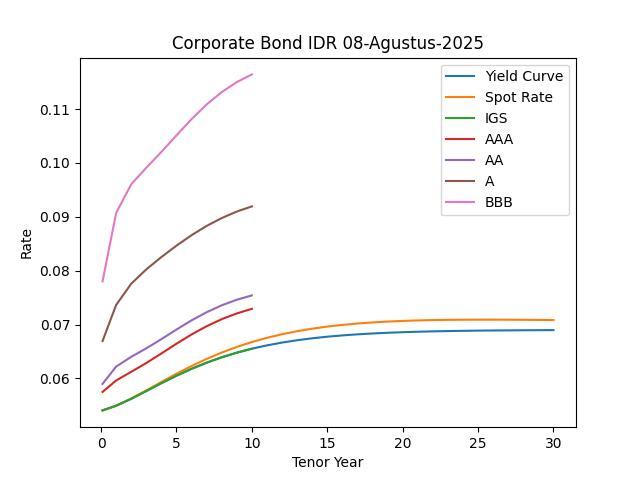 Corporate Bond IDR 08-Agustus-2025
Yield Curve
Spot Rate
IGS
AAA
AA
A
BBB
0.11
0.10
0.09
0.08
0.07
0.06
Rate
0 5 10 15 20 25 30
Tenor Year